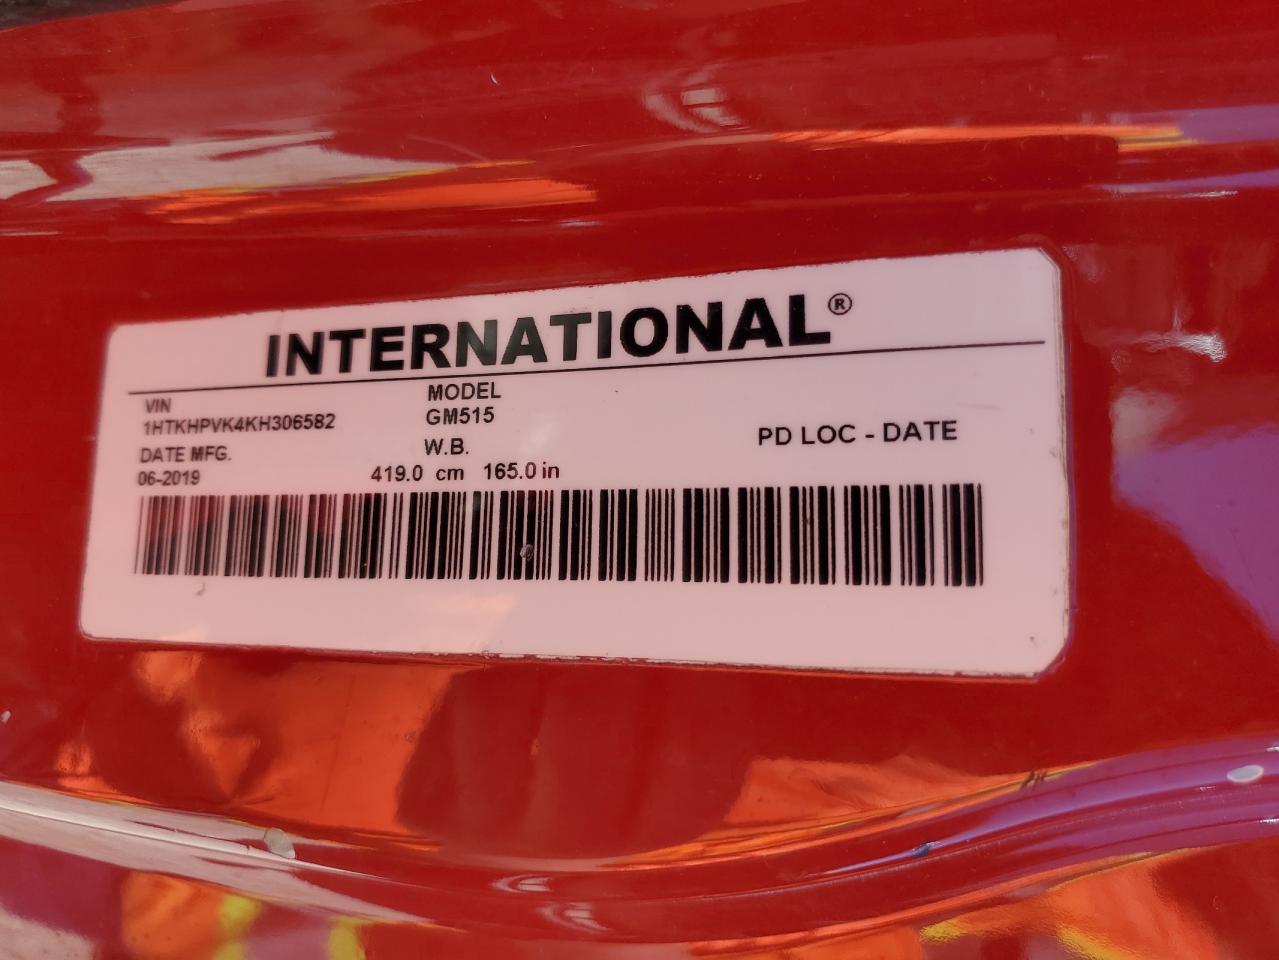 INTERNATIONAL®
VIN
1HTKHPVK4KH306582
MODEL
GM515
DATE MFG.
06-2019
W.B.
419.0 cm 165.0 in
PD LOC - DATE